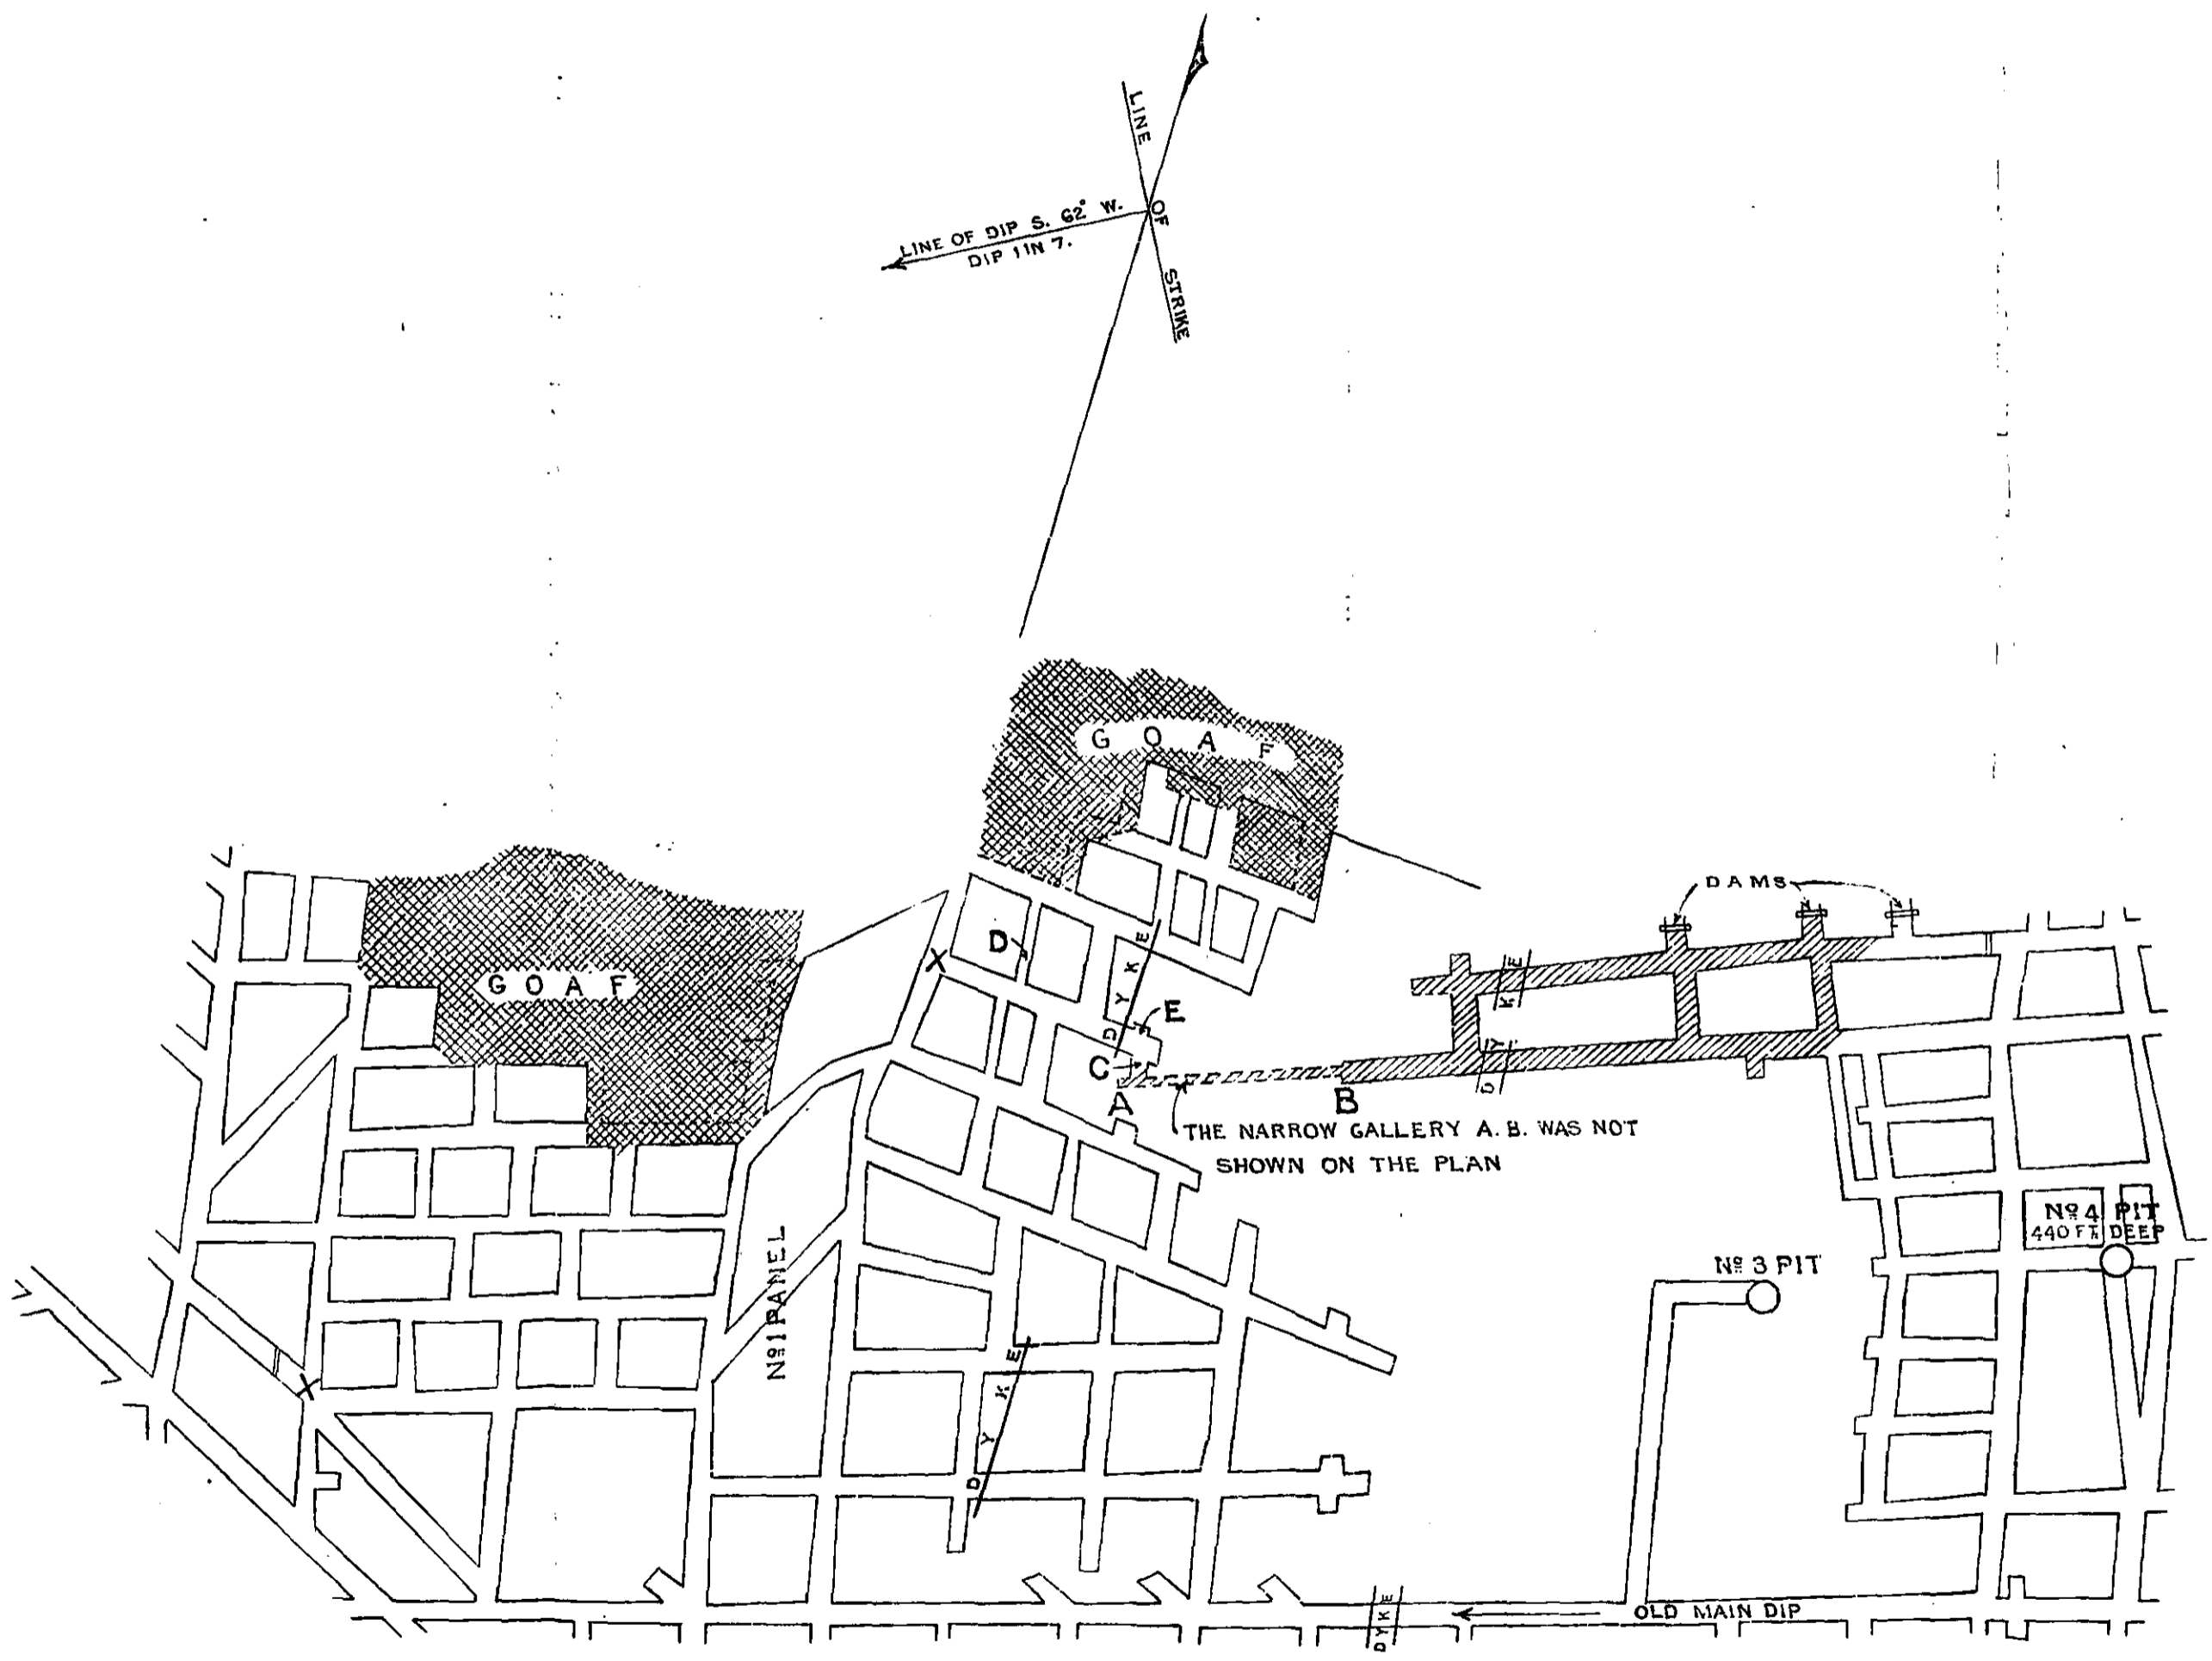 LINE
OF
STRIKE
LINE OF DIP S. 62° W.
DIP 1 IN 7.
GOAF
GOAF
DAMS
D
X
DYKE
E
C
DYKE
A
B
THE NARROW GALLERY A. B. WAS NOT
SHOWN ON THE PLAN
Nº 4 PIT
440 FT DEEP
Nº 3 PIT
Nº 1 PANEL
X
DYKE
DYKE
OLD MAIN DIP